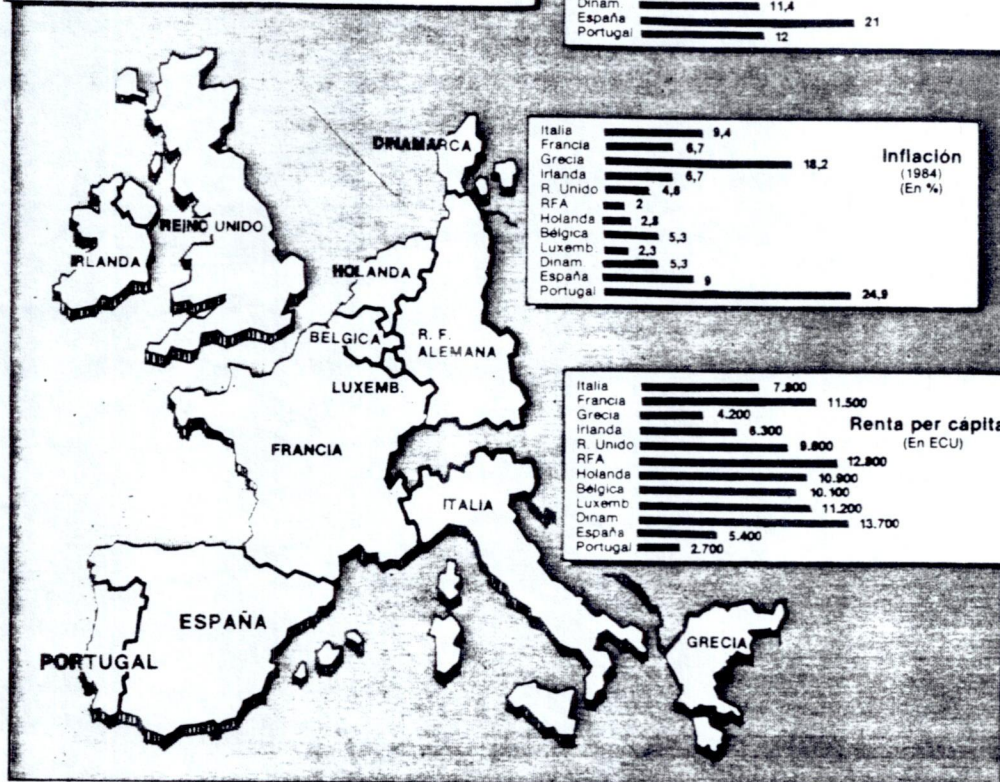 Dinam. 11,4
España 21
Portugal 12
DINAMARCA
REINO UNIDO
IRLANDA
HOLANDA
BELGICA
R. F.
ALEMANA
LUXEMB.
FRANCIA
ITALIA
ESPAÑA
PORTUGAL
GRECIA
Inflación
(1984)
(En %)
Italia 9,4
Francia 6,7
Grecia 18,2
Irlanda 6,7
R. Unido 4,8
RFA 2
Holanda 2,8
Bélgica 5,3
Luxemb. 2,3
Dinam. 5,3
España 9
Portugal 24,9
Renta per cápita
(En ECU)
Italia 7.800
Francia 11.500
Grecia 4.200
Irlanda 6.300
R. Unido 9.800
RFA 12.800
Holanda 10.900
Bélgica 10.100
Luxemb 11.200
Dinam 13.700
España 5.400
Portugal 2.700